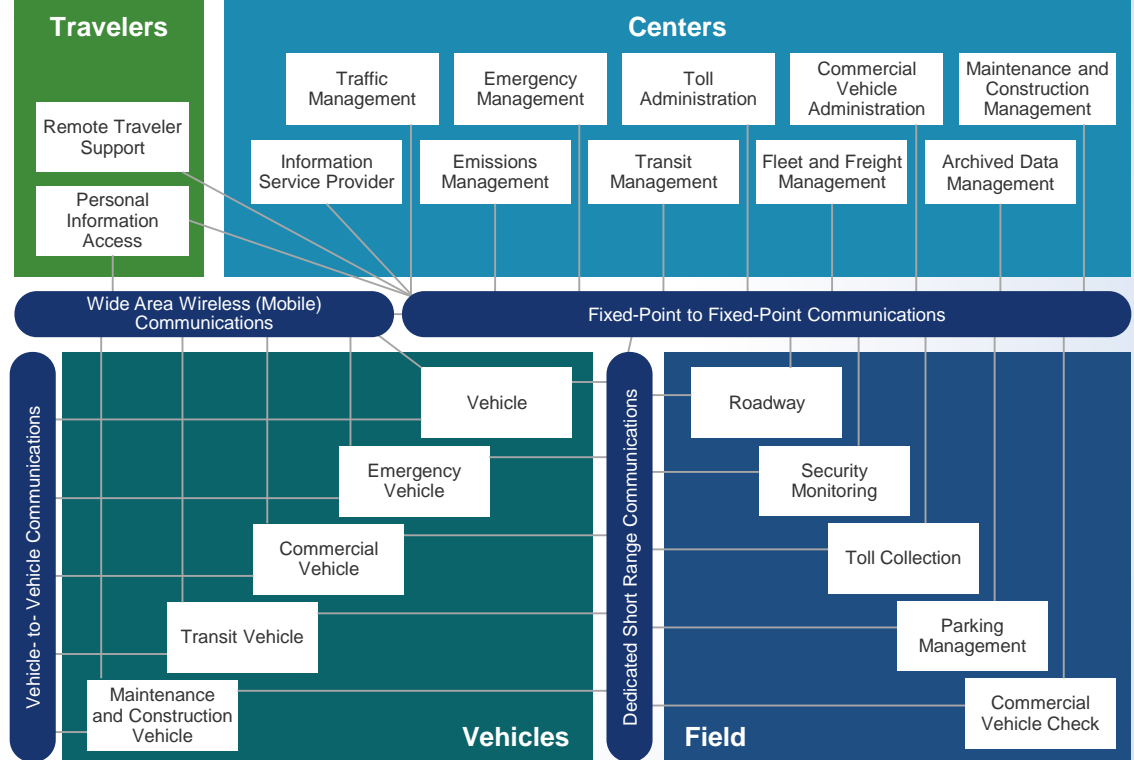 Travelers
Centers
Traffic
Management
Emergency
Management
Toll
Administration
Commercial
Vehicle
Administration
Maintenance and
Construction
Management
Remote Traveler
Support
Information
Service Provider
Emissions
Management
Transit
Management
Fleet and Freight
Management
Archived Data
Management
Personal
Information
Access
Wide Area Wireless (Mobile)
Communications
Fixed-Point to Fixed-Point Communications
Vehicle- to- Vehicle Communications
Vehicle
Emergency
Vehicle
Commercial
Vehicle
Transit Vehicle
Maintenance
and Construction
Vehicle
Vehicles
Dedicated Short Range Communications
Roadway
Security
Monitoring
Toll Collection
Parking
Management
Commercial
Vehicle Check
Field